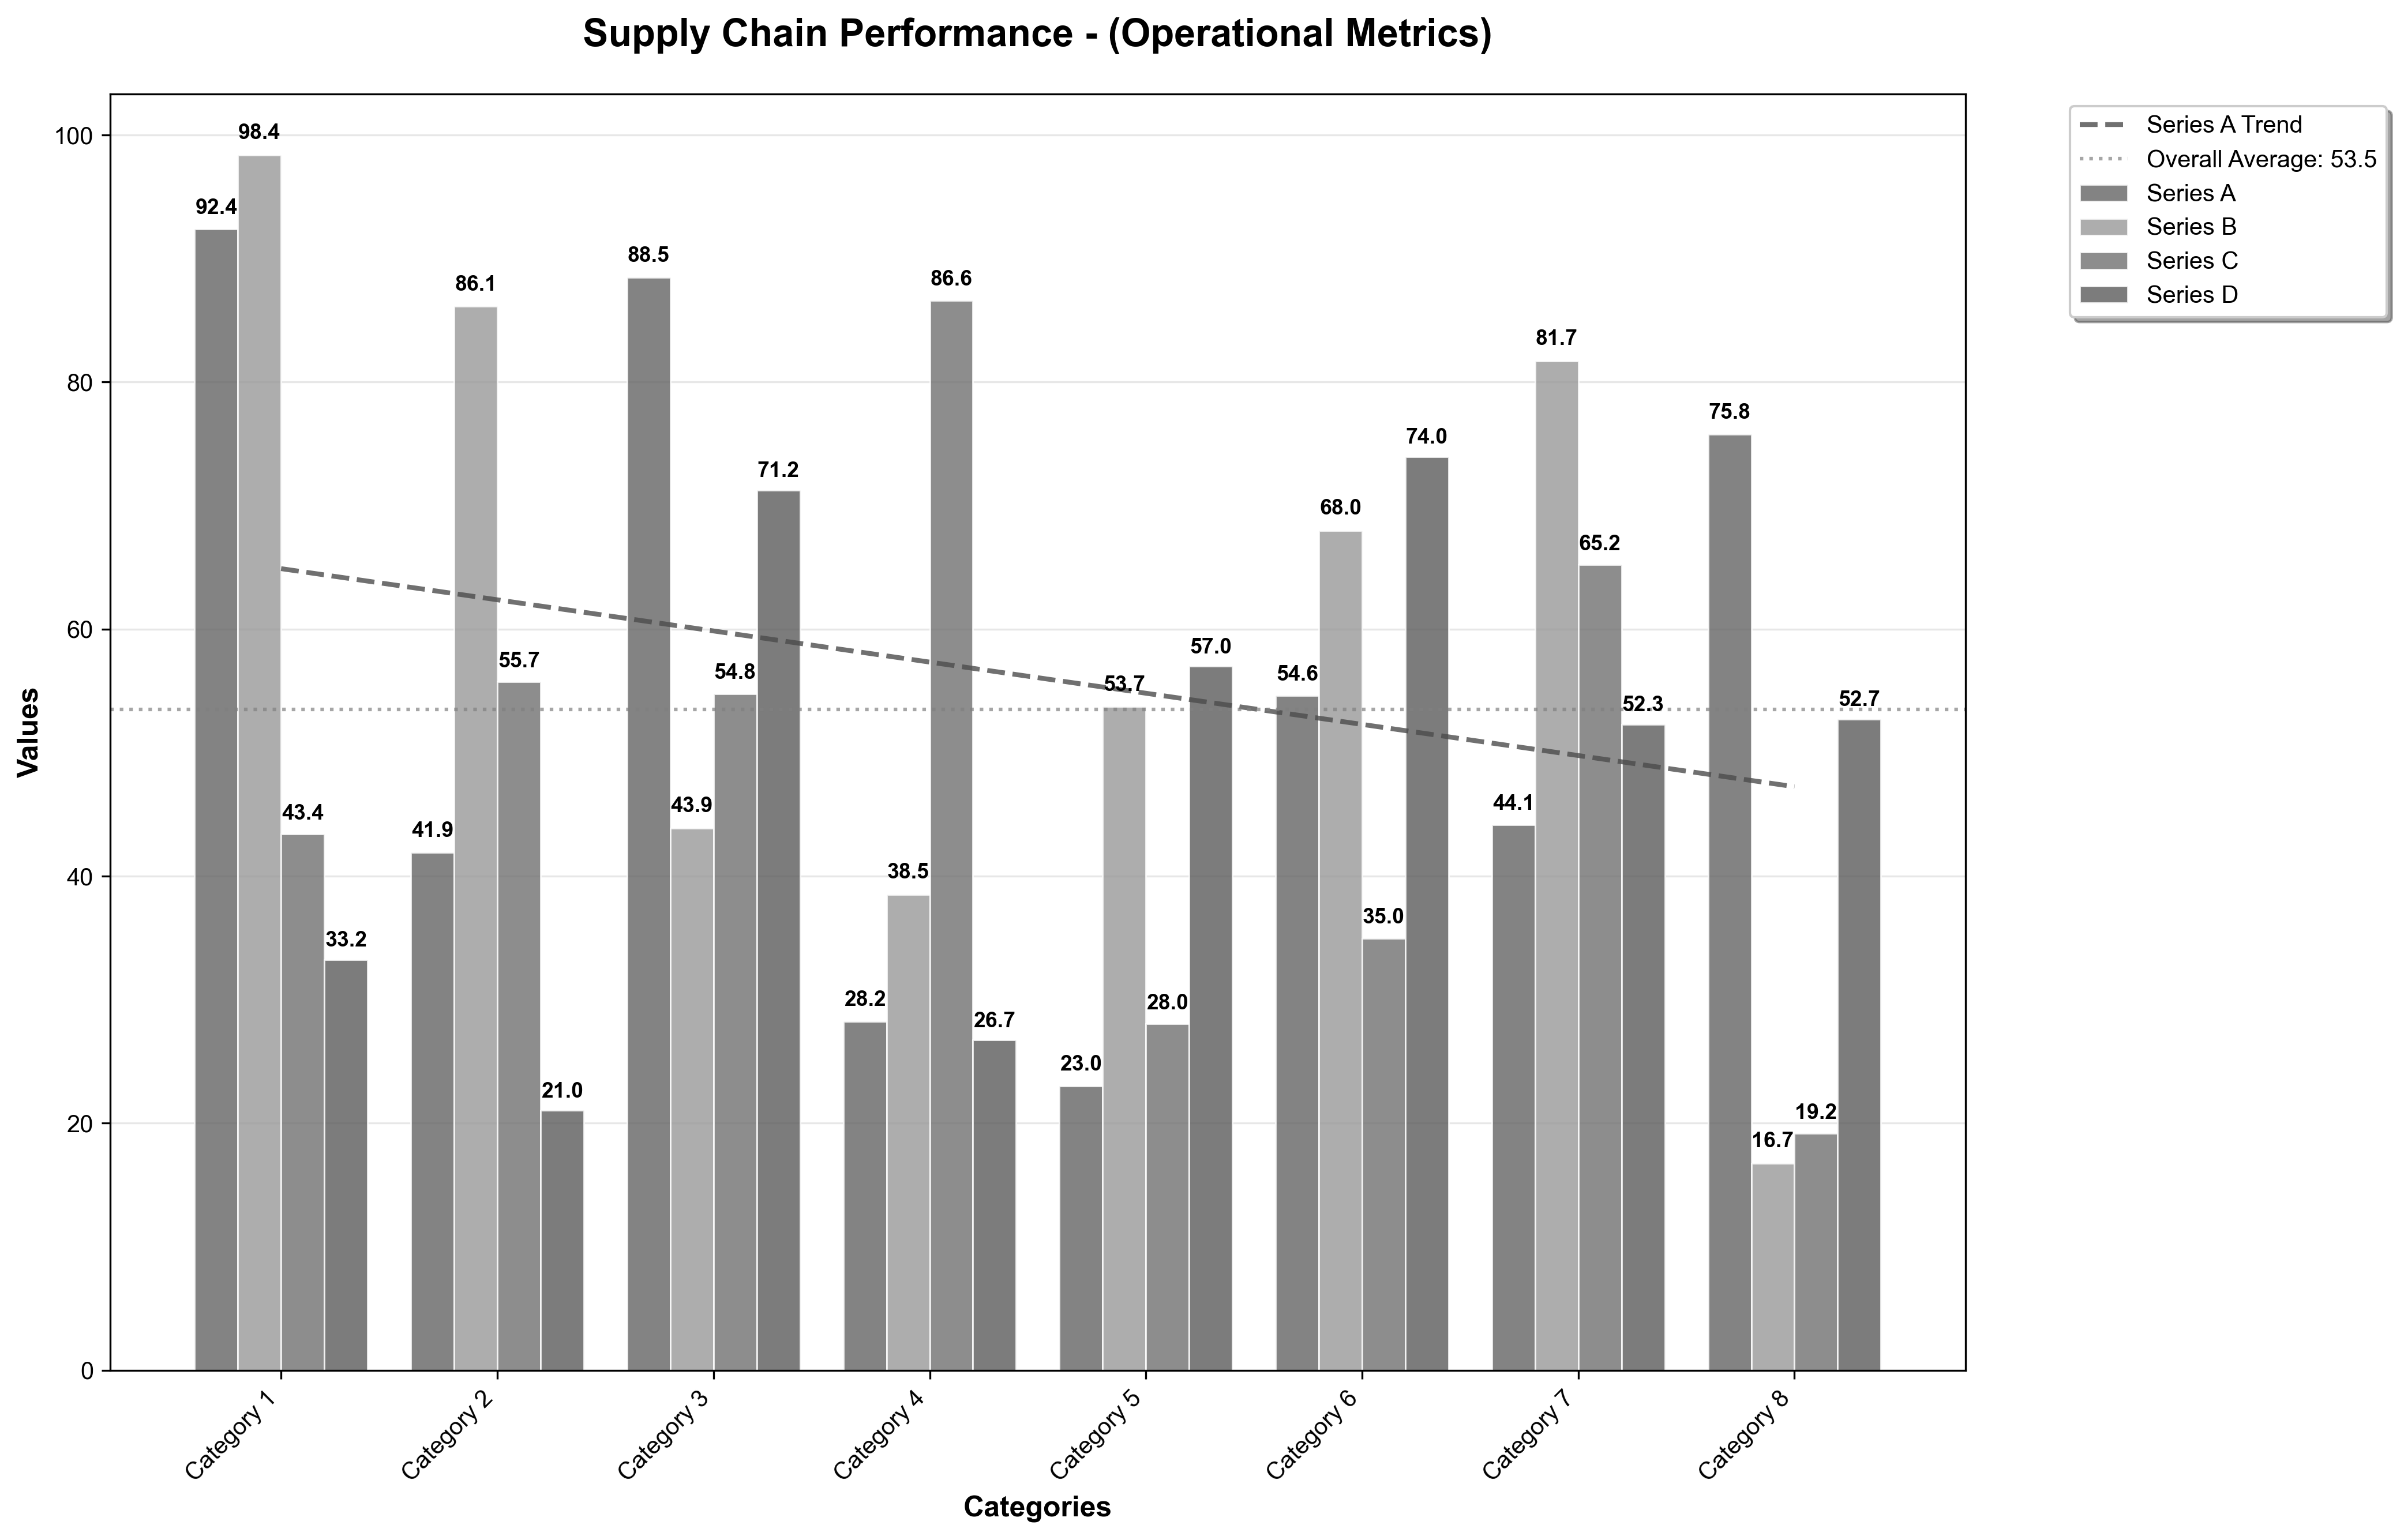 Supply Chain Performance - (Operational Metrics)
Series A Trend
Overall Average: 53.5
Series A
Series B
Series C
Series D
Values
100
80
60
40
20
0
92.4
98.4
43.4
33.2
41.9
86.1
55.7
21.0
88.5
43.9
54.8
71.2
28.2
38.5
86.6
26.7
23.0
53.7
28.0
57.0
54.6
68.0
35.0
74.0
44.1
81.7
65.2
52.3
75.8
16.7
19.2
52.7
Category 1
Category 2
Category 3
Category 4
Category 5
Category 6
Category 7
Category 8
Categories